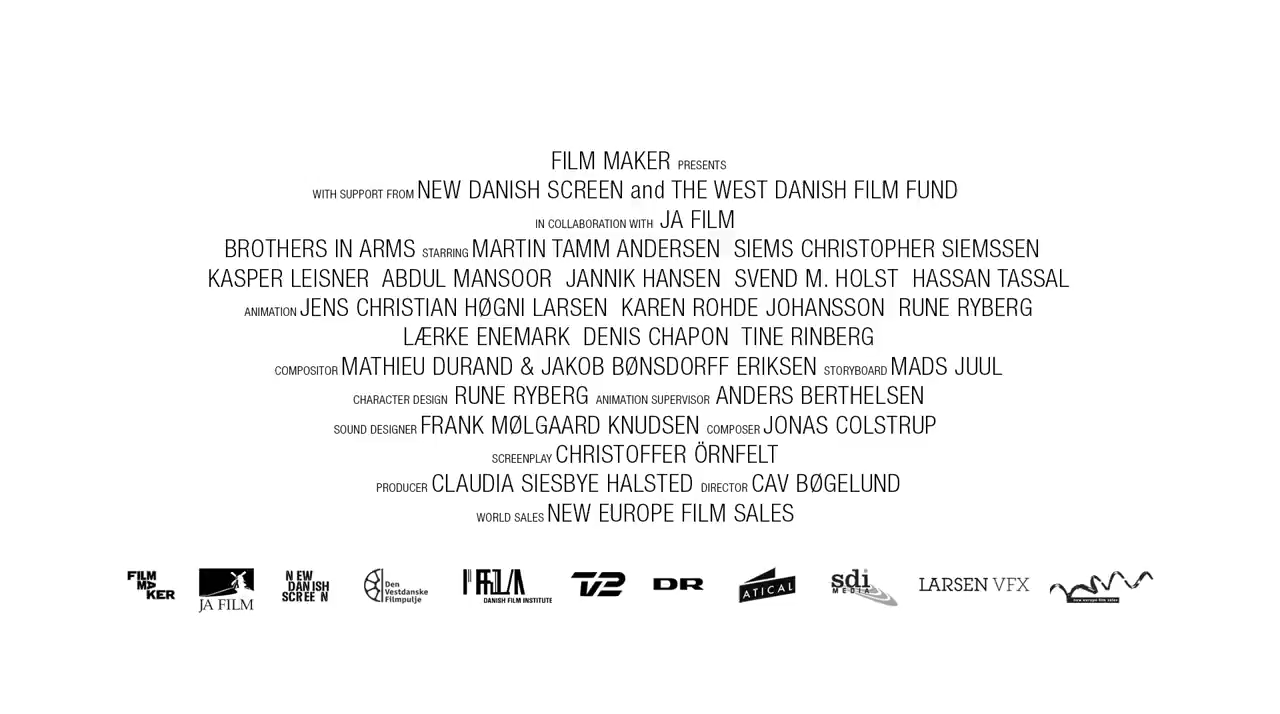 FILM MAKER PRESENTS
WITH SUPPORT FROM NEW DANISH SCREEN and THE WEST DANISH FILM FUND
IN COLLABORATION WITH JA FILM
BROTHERS IN ARMS STARRING MARTIN TAMM ANDERSEN SIEMS CHRISTOPHER SIEMSSEN
KASPER LEISNER ABDUL MANSOOR JANNIK HANSEN SVEND M. HOLST HASSAN TASSAL
ANIMATION JENS CHRISTIAN HØGNI LARSEN KAREN ROHDE JOHANSSON RUNE RYBERG
LÆRKE ENEMARK DENIS CHAPON TINE RINBERG
COMPOSITOR MATHIEU DURAND & JAKOB BØNSDORFF ERIKSEN STORYBOARD MADS JUUL
CHARACTER DESIGN RUNE RYBERG ANIMATION SUPERVISOR ANDERS BERTHELSEN
SOUND DESIGNER FRANK MØLGAARD KNUDSEN COMPOSER JONAS COLSTRUP
SCREENPLAY CHRISTOFFER ÖRNFELT
PRODUCER CLAUDIA SIESBYE HALSTED DIRECTOR CAV BØGELUND
WORLD SALES NEW EUROPE FILM SALES
FILM
MA
KER
JA FILM
NEW
DANISH
SCREEN
Den
Vestdanske
Filmpulje
DANISH FILM INSTITUTE
TV2
DR
ATICAL
sdi
MEDIA
LARSEN VFX
new europe film sales